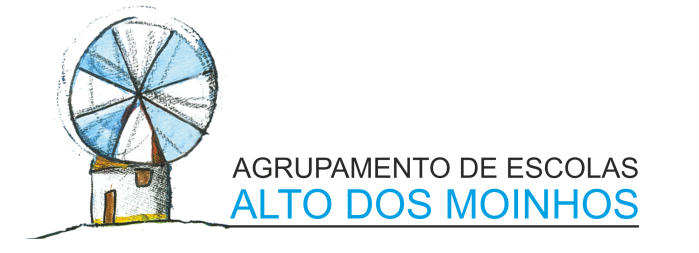 AGRUPAMENTO DE ESCOLAS
ALTO DOS MOINHOS